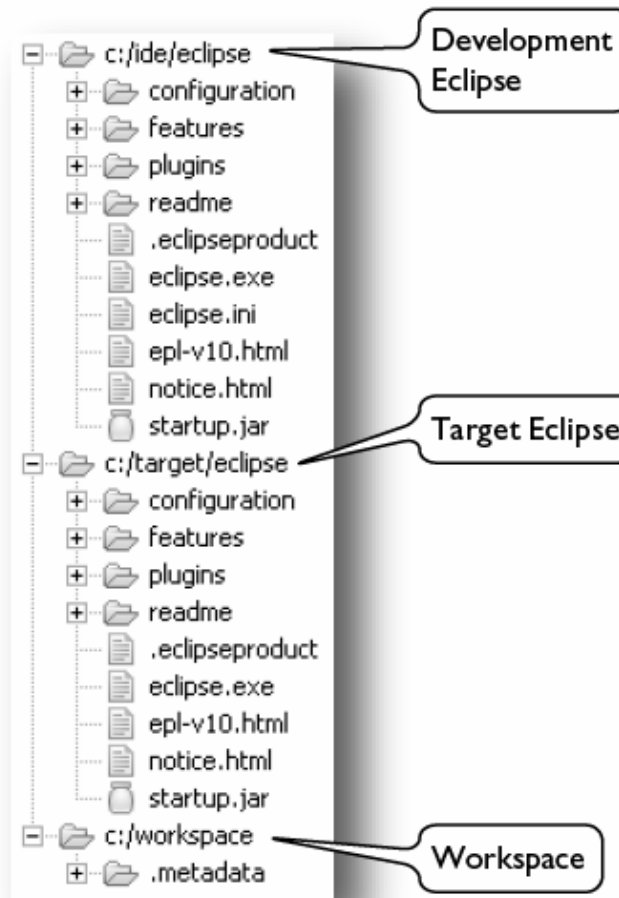 c:/ide/eclipse
Development
Eclipse
configuration
features
plugins
readme
.eclipseproduct
eclipse.exe
eclipse.ini
epl-v10.html
notice.html
startup.jar
c:/target/eclipse
Target Eclipse
configuration
features
plugins
readme
.eclipseproduct
eclipse.exe
epl-v10.html
notice.html
startup.jar
c:/workspace
Workspace
.metadata